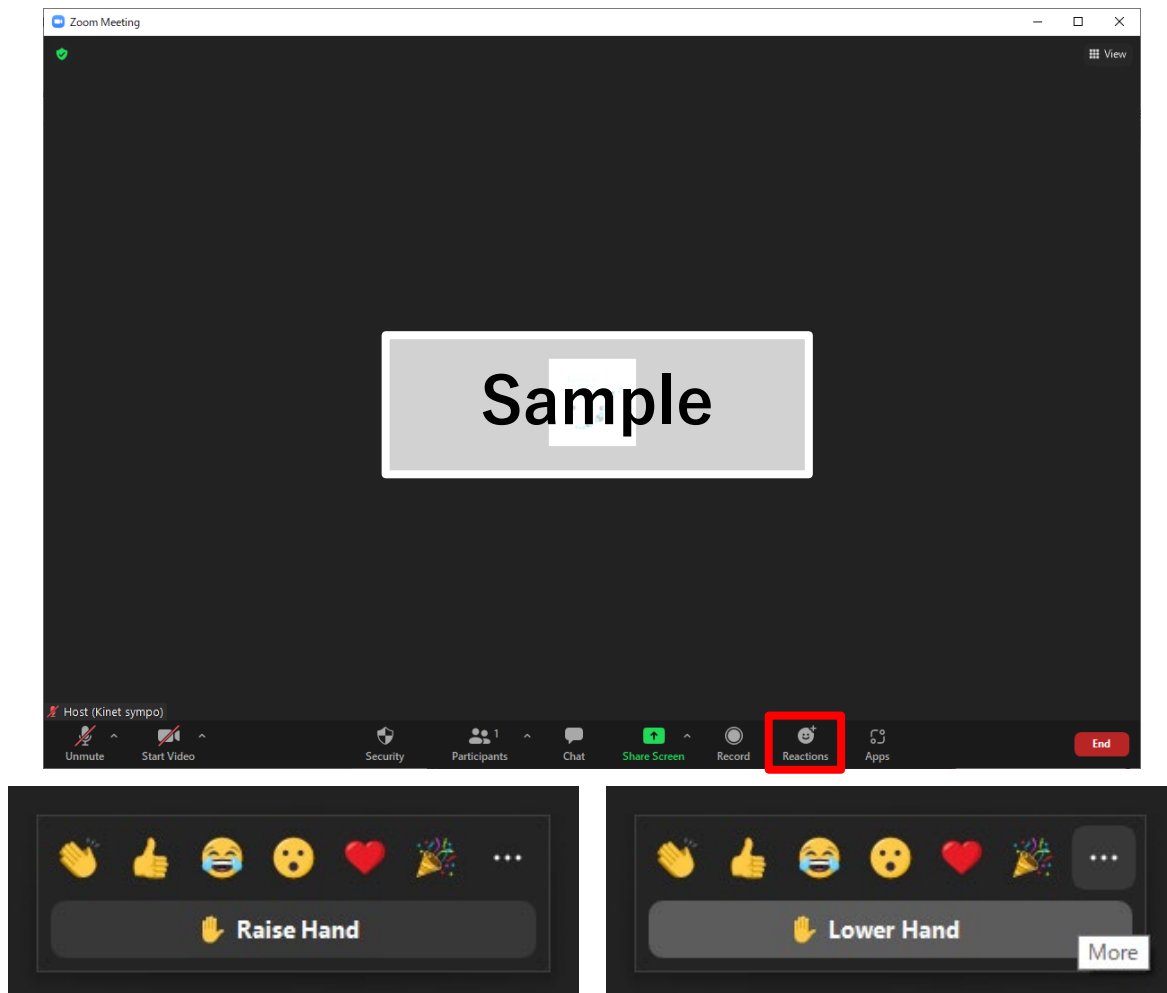 Zoom Meeting
View
Sample
Host (Kinet sympo)
1
Unmute Start Video Security Participants Chat Share Screen Record Reactions Apps End
Raise Hand
Lower Hand
More